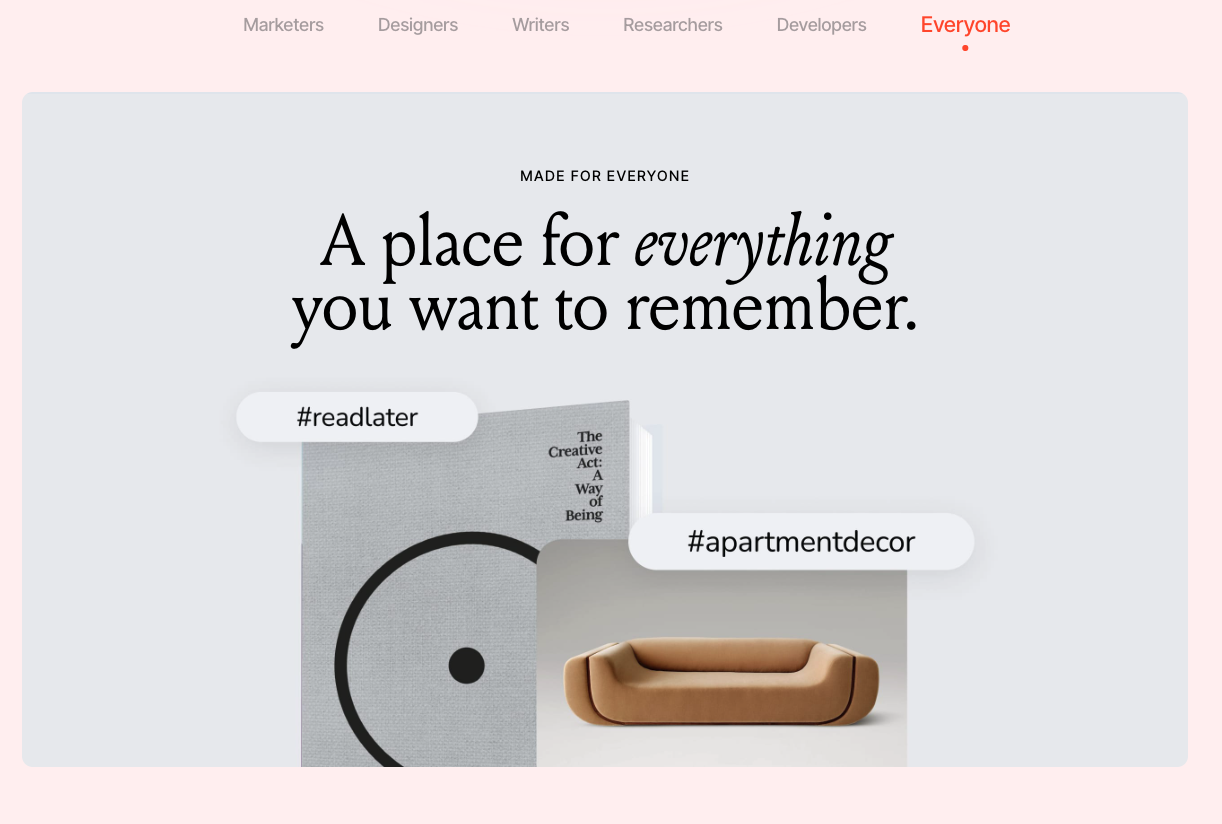 Marketers Designers Writers Researchers Developers Everyone
MADE FOR EVERYONE
A place for everything
you want to remember.
#readlater
The
Creative
Act:
A
Way
of
Being
#apartmentdecor